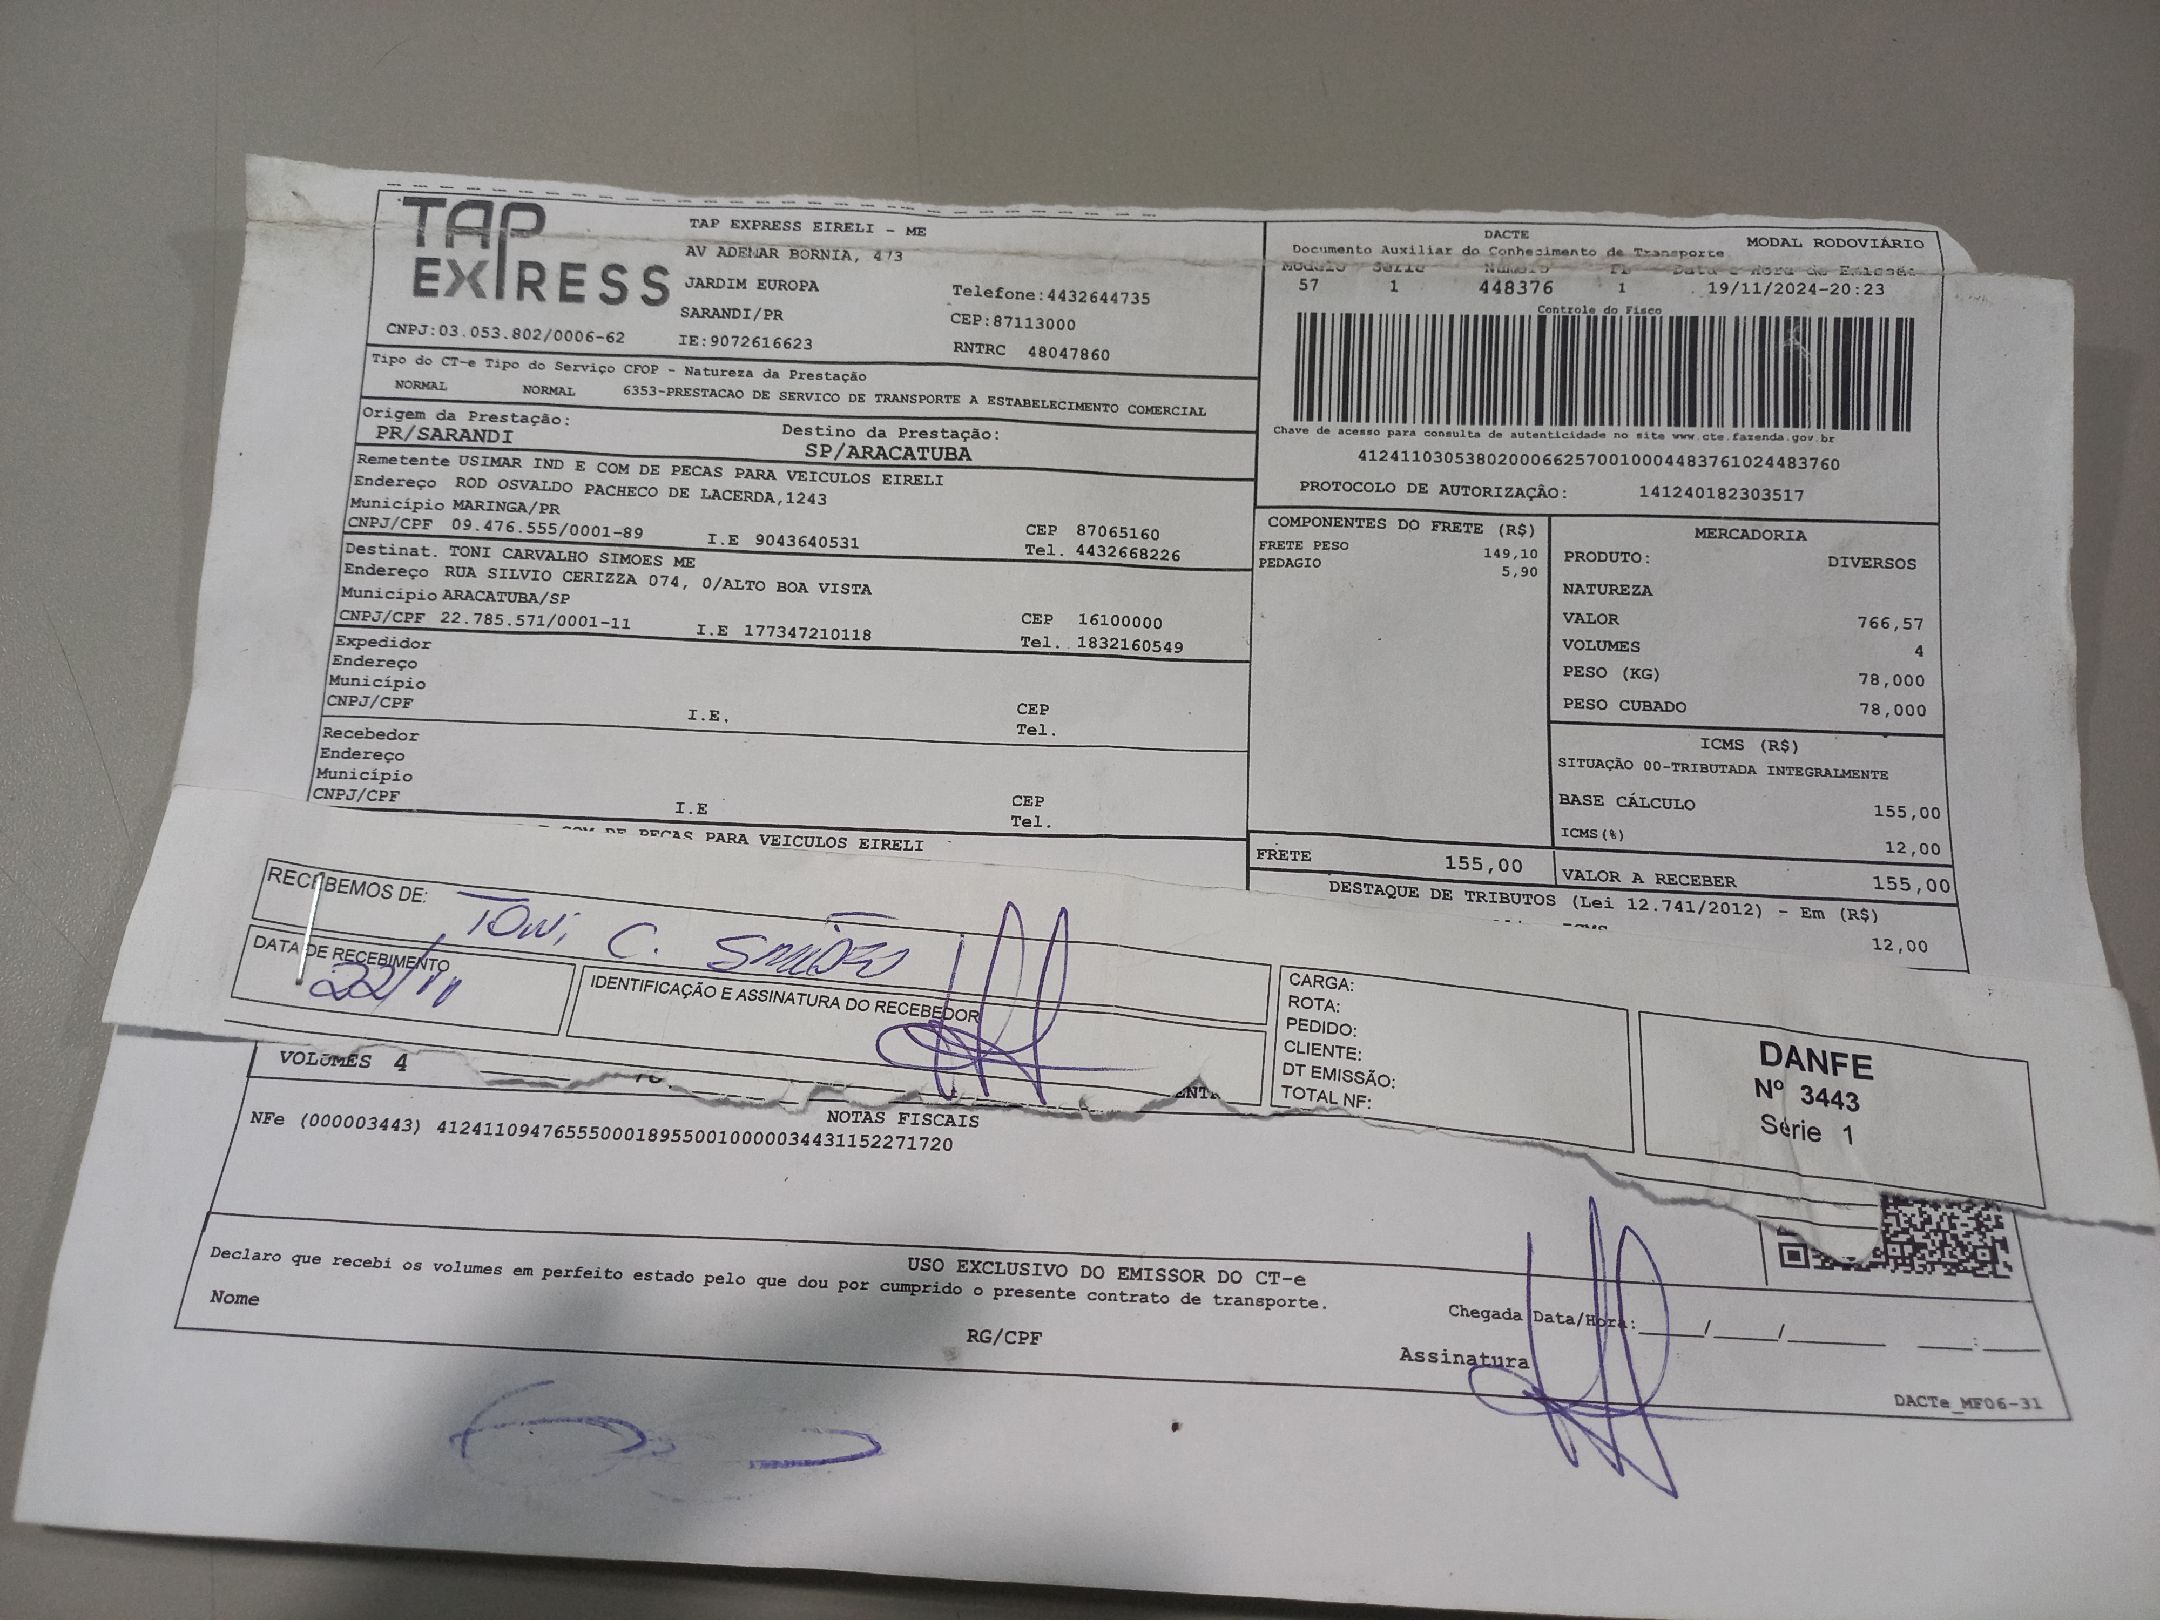 TAP EXPRESS
TAP EXPRESS EIRELI - ME
AV ADEMAR BORNIA, 473
JARDIM EUROPA
SARANDI/PR
Telefone:4432644735
CEP:87113000
CNPJ:03.053.802/0006-62
IE:9072616623
RNTRC 48047860
DACTE
MODAL RODOVIÁRIO
Documento Auxiliar do Conhecimento de Transporte
Modelo Série Número FL Data e Hora de Emissão
57 1 448376 1 19/11/2024-20:23
Controle do Fisco
Chave de acesso para consulta de autenticidade no site www.cte.fazenda.gov.br
41241103053802000662570010004483761024483760
PROTOCOLO DE AUTORIZAÇÃO: 141240182303517
Tipo do CT-e Tipo do Serviço CFOP - Natureza da Prestação
NORMAL NORMAL 6353-PRESTACAO DE SERVICO DE TRANSPORTE A ESTABELECIMENTO COMERCIAL
Origem da Prestação:
PR/SARANDI
Destino da Prestação:
SP/ARACATUBA
Remetente USIMAR IND E COM DE PECAS PARA VEICULOS EIRELI
Endereço ROD OSVALDO PACHECO DE LACERDA,1243
Município MARINGA/PR CEP 87065160
CNPJ/CPF 09.476.555/0001-89 I.E 9043640531 Tel. 4432668226
Destinat. TONI CARVALHO SIMOES ME
Endereço RUA SILVIO CERIZZA 074, 0/ALTO BOA VISTA
Município ARACATUBA/SP CEP 16100000
CNPJ/CPF 22.785.571/0001-11 I.E 177347210118 Tel. 1832160549
Expedidor
Endereço
Município CEP
CNPJ/CPF I.E. Tel.
Recebedor
Endereço
Município CEP
CNPJ/CPF I.E Tel.
COM DE PECAS PARA VEICULOS EIRELI
COMPONENTES DO FRETE (R$)
FRETE PESO 149,10
PEDAGIO 5,90
FRETE 155,00
MERCADORIA
PRODUTO: DIVERSOS
NATUREZA
VALOR 766,57
VOLUMES 4
PESO (KG) 78,000
PESO CUBADO 78,000
ICMS (R$)
SITUAÇÃO 00-TRIBUTADA INTEGRALMENTE
BASE CÁLCULO 155,00
ICMS(%) 12,00
VALOR A RECEBER 155,00
DESTAQUE DE TRIBUTOS (Lei 12.741/2012) - Em (R$)
12,00
RECEBEMOS DE: TONi C. SIMÕES
DATA DE RECEBIMENTO
22/11
IDENTIFICAÇÃO E ASSINATURA DO RECEBEDOR
CARGA:
ROTA:
PEDIDO:
CLIENTE:
DT EMISSÃO:
TOTAL NF:
DANFE
Nº 3443
Série 1
VOLUMES 4
NOTAS FISCAIS
NFe (000003443) 41241109476555000189550010000034431152271720
USO EXCLUSIVO DO EMISSOR DO CT-e
Declaro que recebi os volumes em perfeito estado pelo que dou por cumprido o presente contrato de transporte.
Nome
RG/CPF
Chegada Data/Hora:____/____/______ ____:____
Assinatura
DACTe_MF06-31